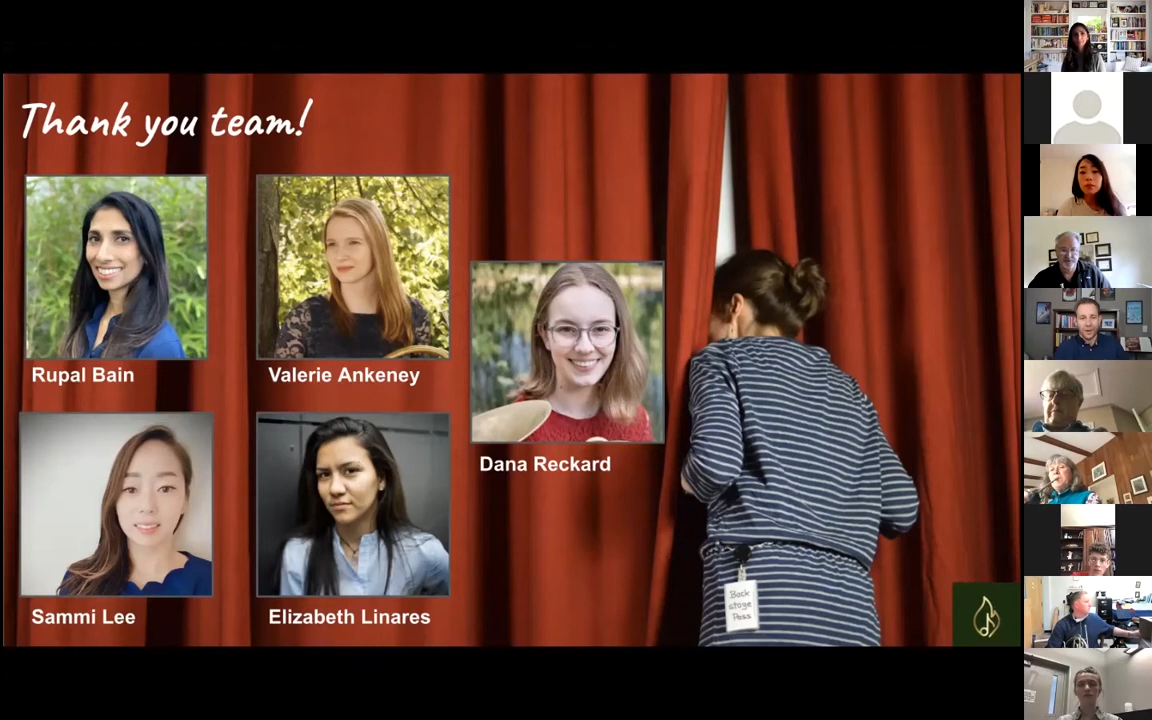 Thank you team!
Rupal Bain
Valerie Ankeney
Dana Reckard
Sammi Lee
Elizabeth Linares
Back
stage
Pass